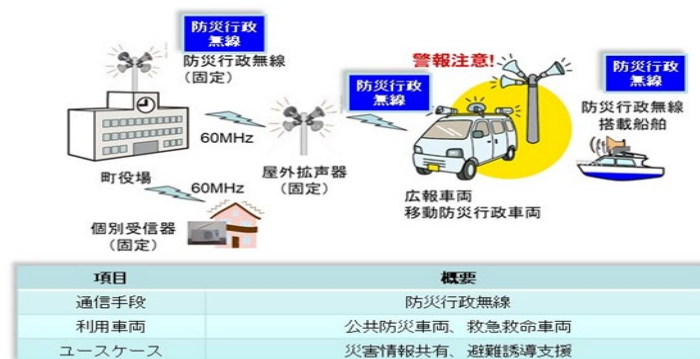 防災行政
無線
防災行政無線
（固定）
60MHz
町役場
60MHz
個別受信器
（固定）
屋外拡声器
（固定）
防災行政
無線
警報注意!
広報車両
移動防災行政車両
防災行政
無線
防災行政無線
搭載船舶
項目 概要
通信手段 防災行政無線
利用車両 公共防災車両、救急救命車両
ユースケース 災害情報共有、避難誘導支援